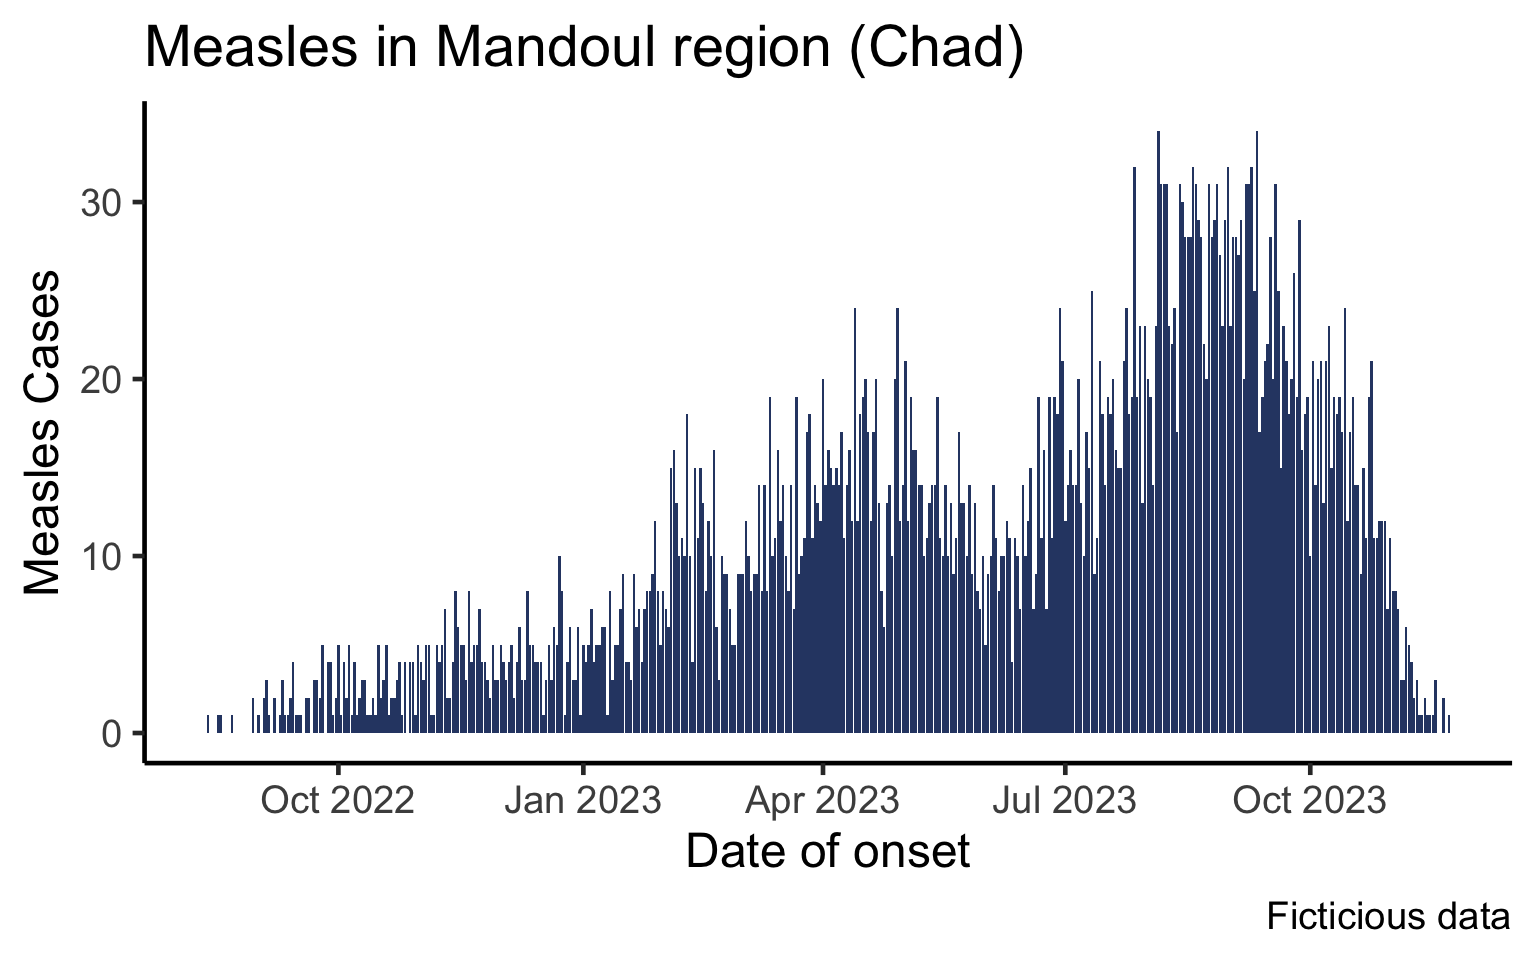 Measles in Mandoul region (Chad)
Measles Cases
30
20
10
0
Oct 2022 Jan 2023 Apr 2023 Jul 2023 Oct 2023
Date of onset
Ficticious data